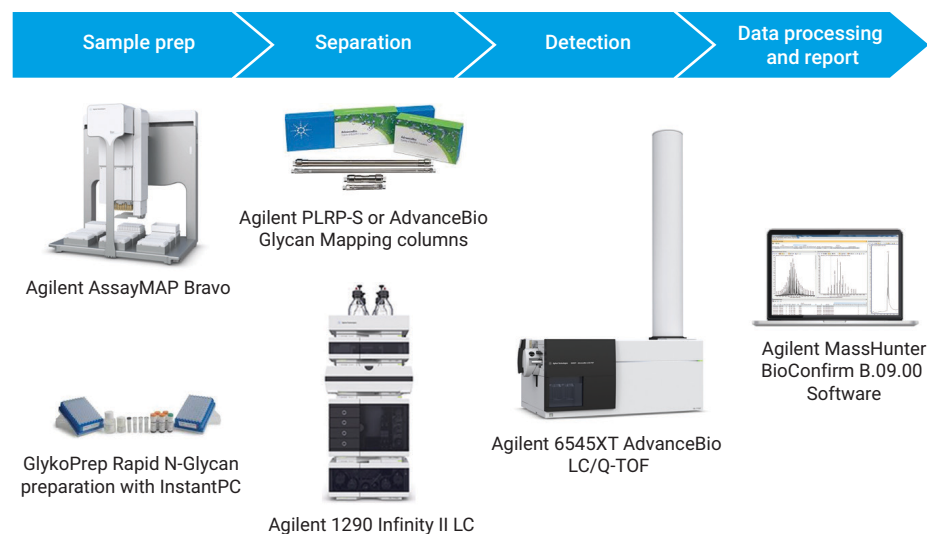 Sample prep
Separation
Detection
Data processing
and report
Agilent AssayMAP Bravo
GlykoPrep Rapid N-Glycan
preparation with InstantPC
Agilent PLRP-S or AdvanceBio
Glycan Mapping columns
Agilent 1290 Infinity II LC
Agilent 6545XT AdvanceBio
LC/Q-TOF
Agilent MassHunter
BioConfirm B.09.00
Software